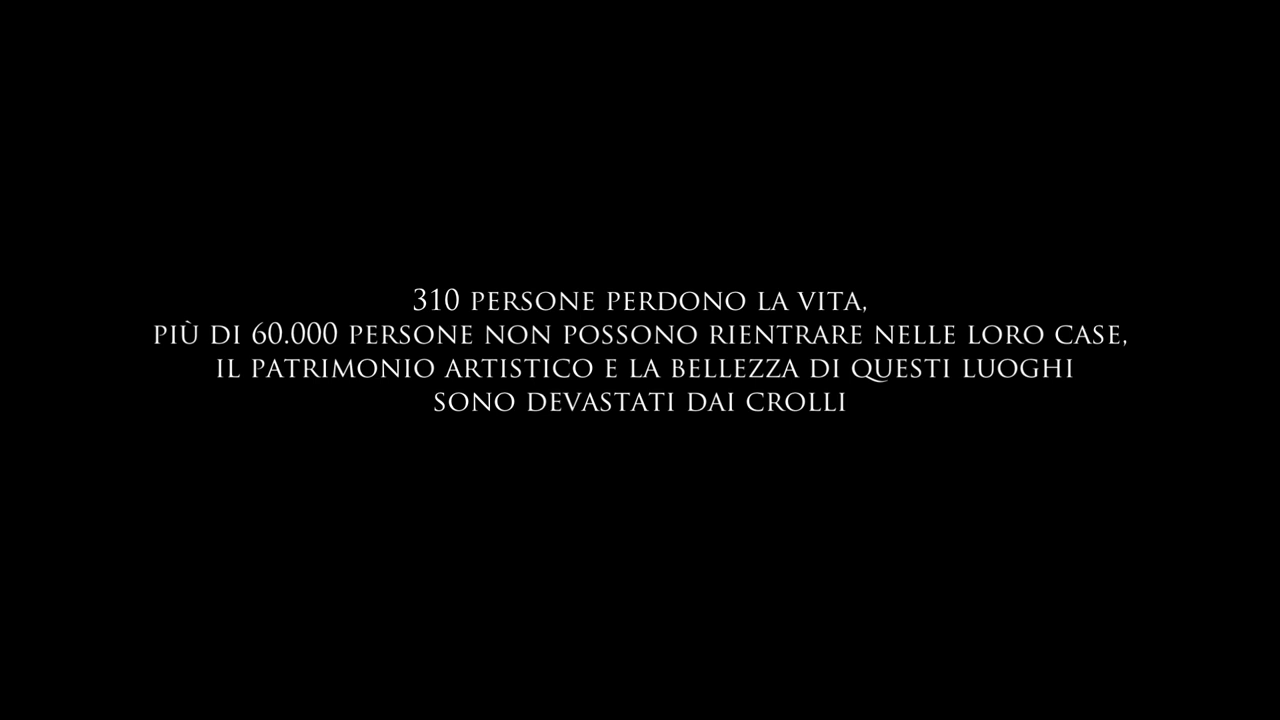 310 PERSONE PERDONO LA VITA,
PIÙ DI 60.000 PERSONE NON POSSONO RIENTRARE NELLE LORO CASE,
IL PATRIMONIO ARTISTICO E LA BELLEZZA DI QUESTI LUOGHI
SONO DEVASTATI DAI CROLLI